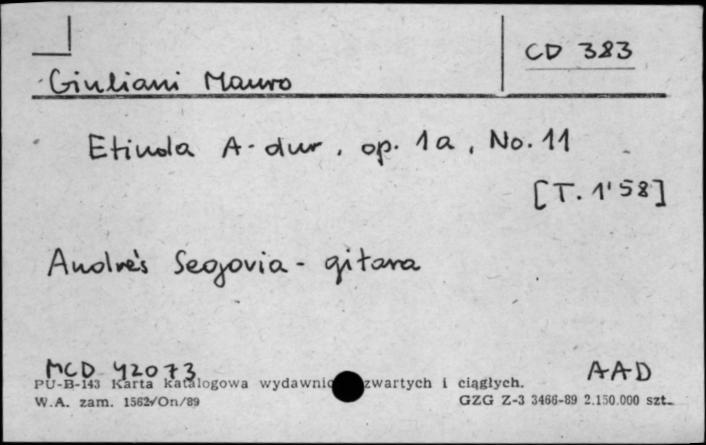 CD 383
Giuliani Mauro
Etiuda A-dur, op. 1a, No. 11
[T. 1'58]
Andrés Segovia - gitara
MCD 42073 AAD
PU-B-143 Karta katalogowa wydawnic zwartych i ciągłych.
W.A. zam. 1562/On/89 GZG Z-3 3466-89 2.150.000 szt.